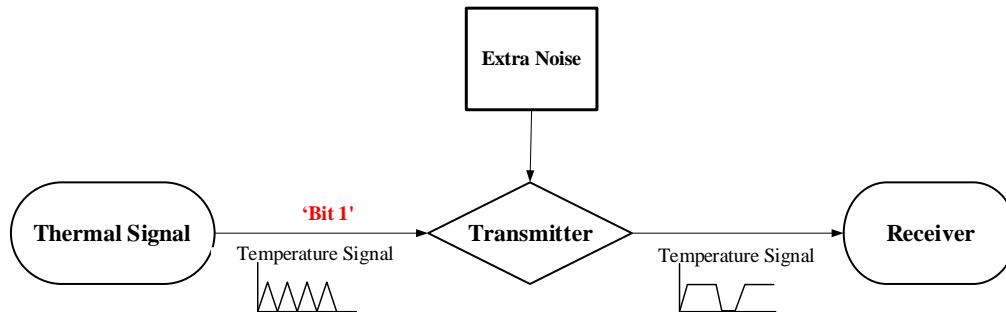 Extra Noise
Thermal Signal
‘Bit 1'
Temperature Signal
Transmitter
Temperature Signal
Receiver